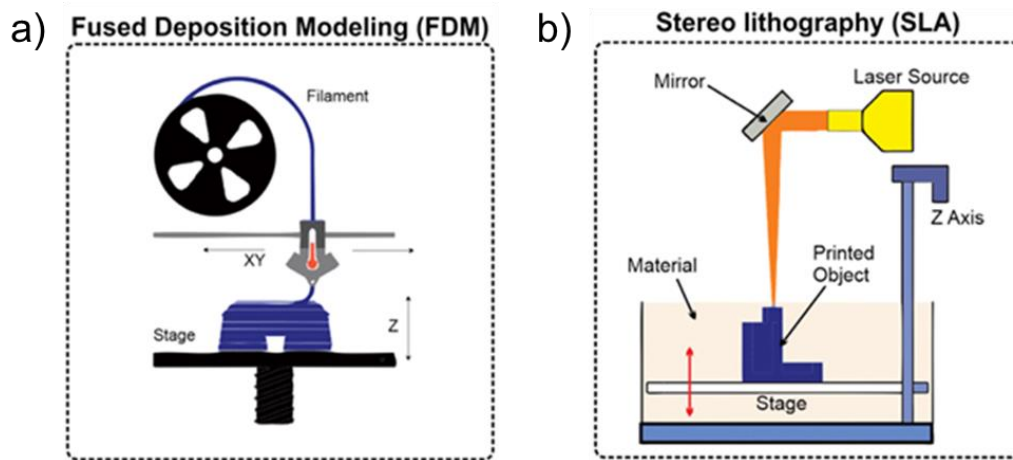 a)
Fused Deposition Modeling (FDM)
Filament
XY
Z
Stage
b)
Stereo lithography (SLA)
Mirror
Laser Source
Z Axis
Printed
Object
Material
Stage